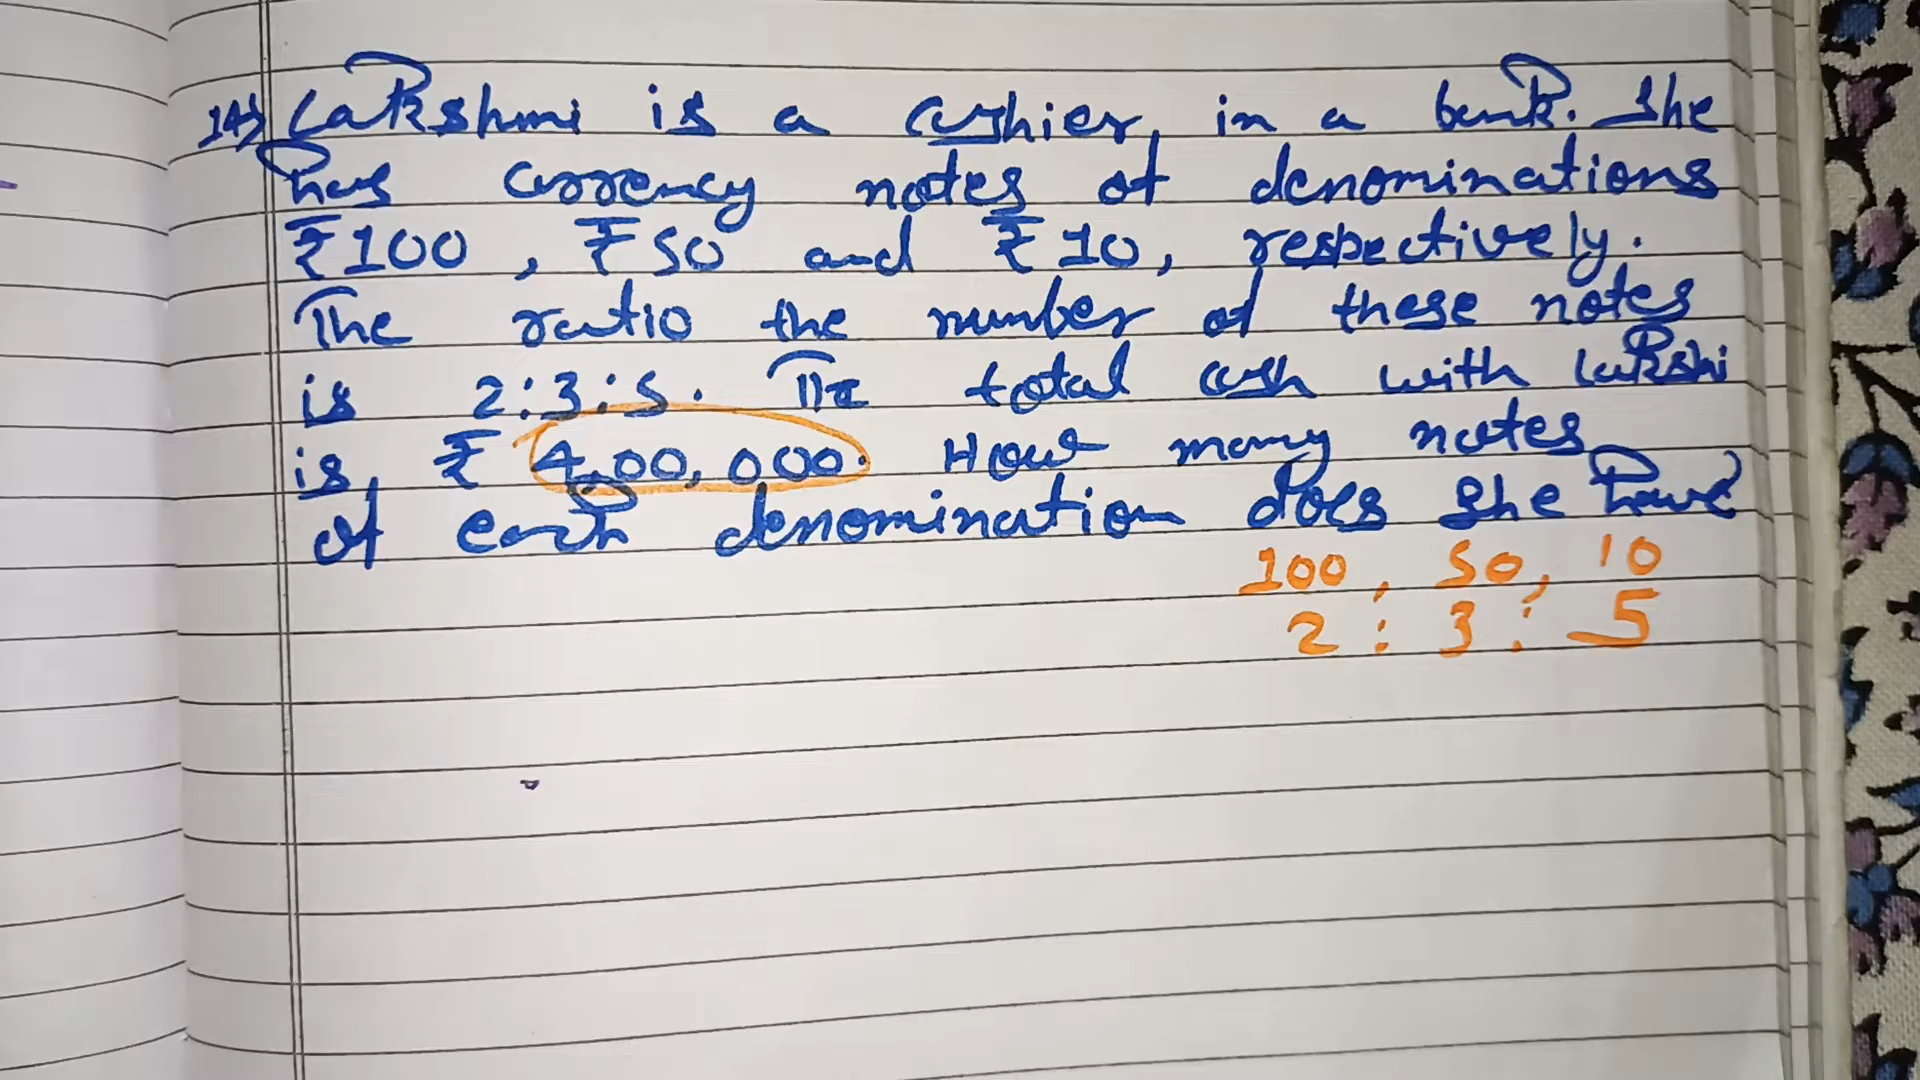 14) Lakshmi is a cashier, in a bank. She
has currency notes of denominations
₹100, ₹50 and ₹10, respectively.
The ratio the number of these notes
is 2:3:5. The total cash with lakshi
is, ₹ 4,00,000. How many notes
of each denomination does she have
100, 50, 10
2 : 3 : 5